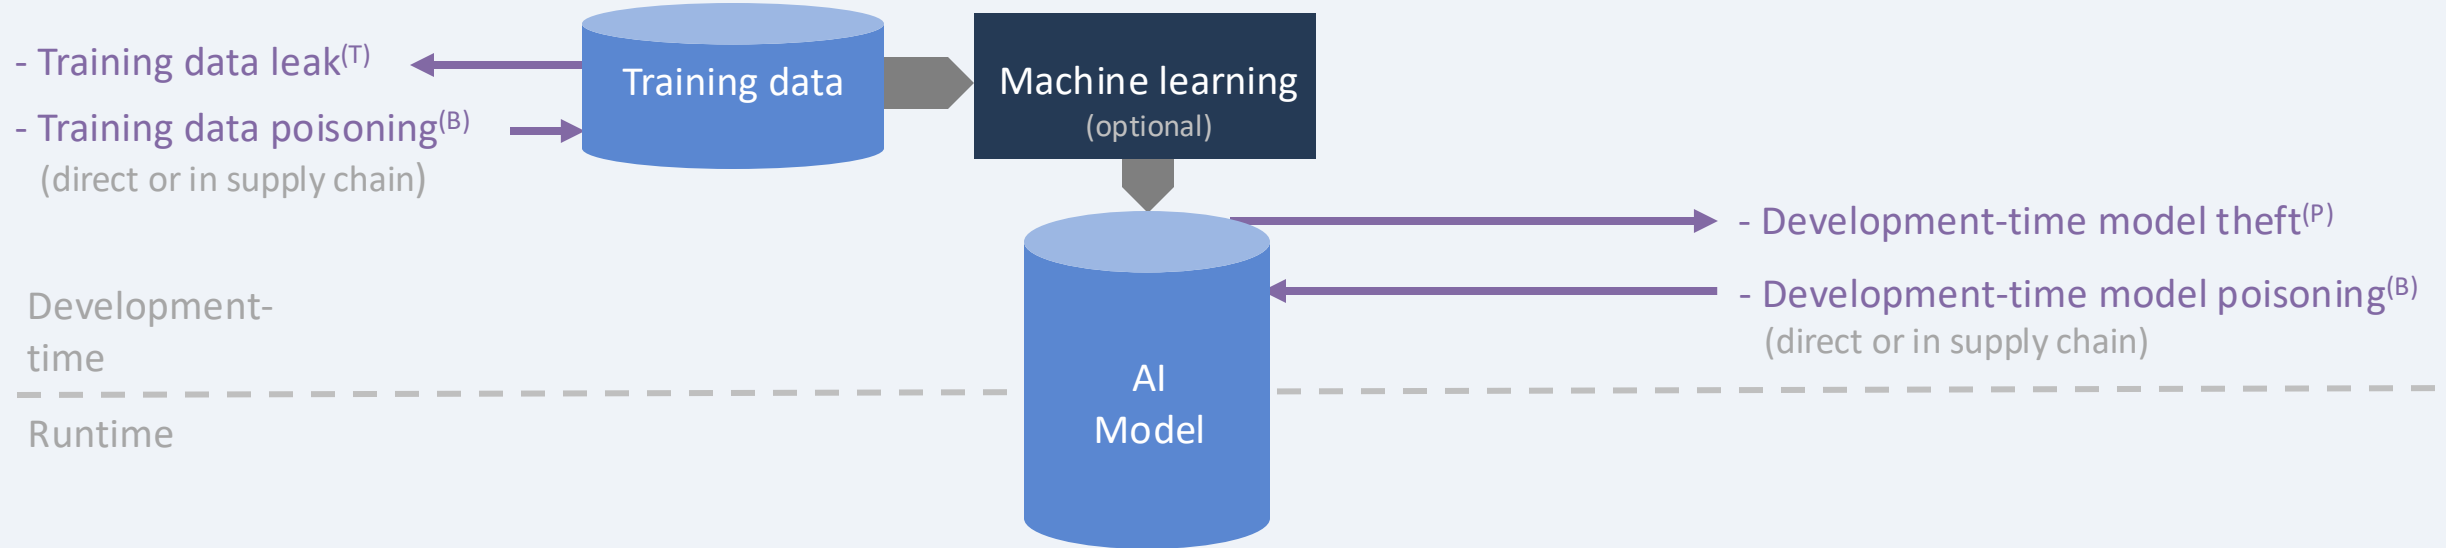 - Training data leak(T)
- Training data poisoning(B)
(direct or in supply chain)
Training data
Machine learning
(optional)
- Development-time model theft(P)
- Development-time model poisoning(B)
(direct or in supply chain)
Development-
time
AI
Model
Runtime